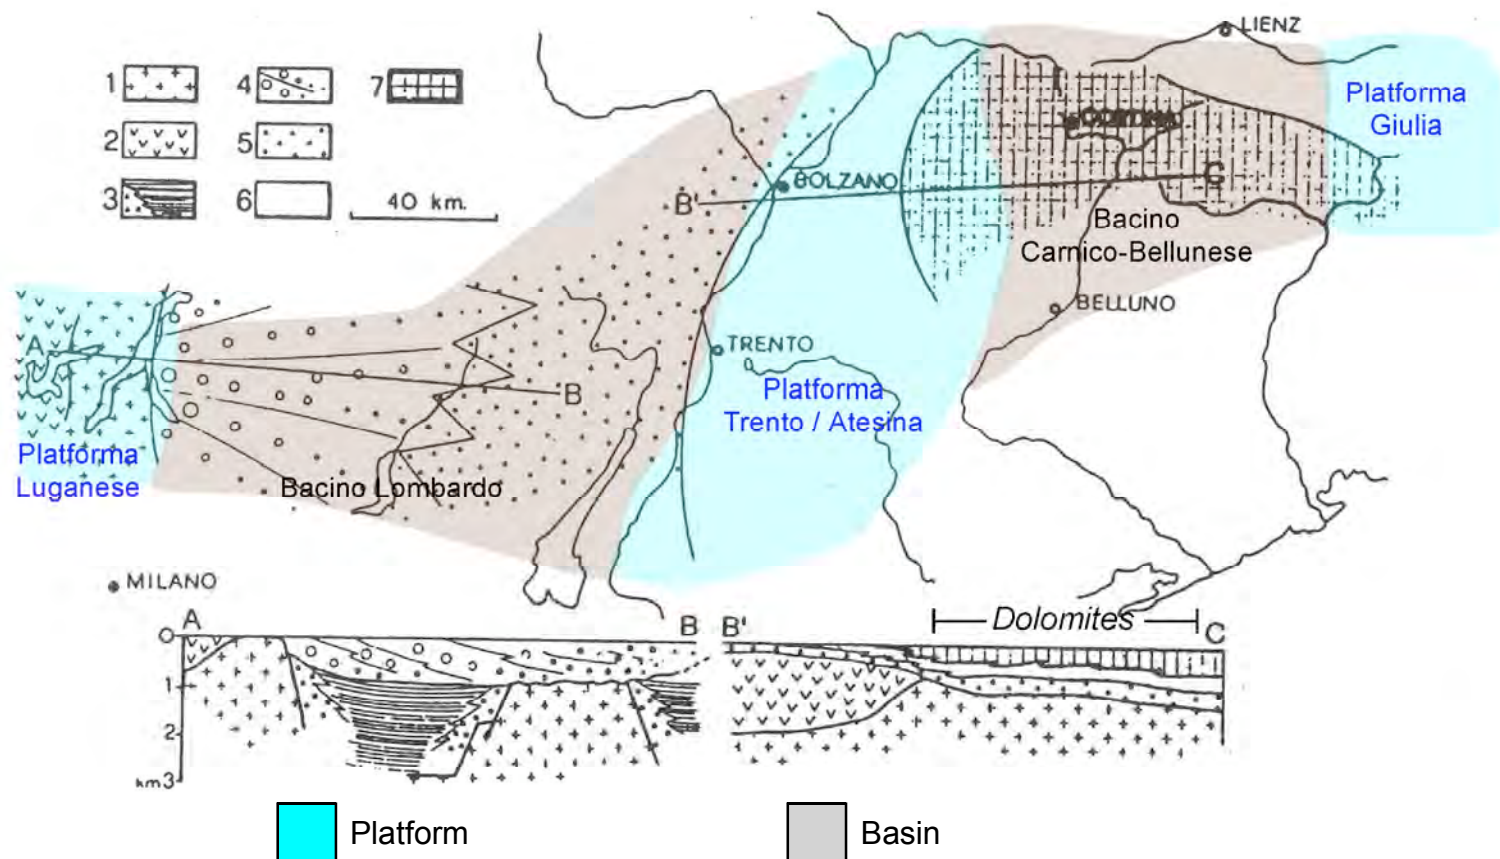 LIENZ
1
4
7
2
5
3
6
40 km.
Platforma
Giulia
CORTINA
BOLZANO
B'
C
Bacino
Carnico-Bellunese
BELLUNO
A
TRENTO
B
Platforma
Trento / Atesina
Platforma
Luganese
Bacino Lombardo
MILANO
A
B
B'
Dolomites
C
0
1
2
km3
Platform
Basin